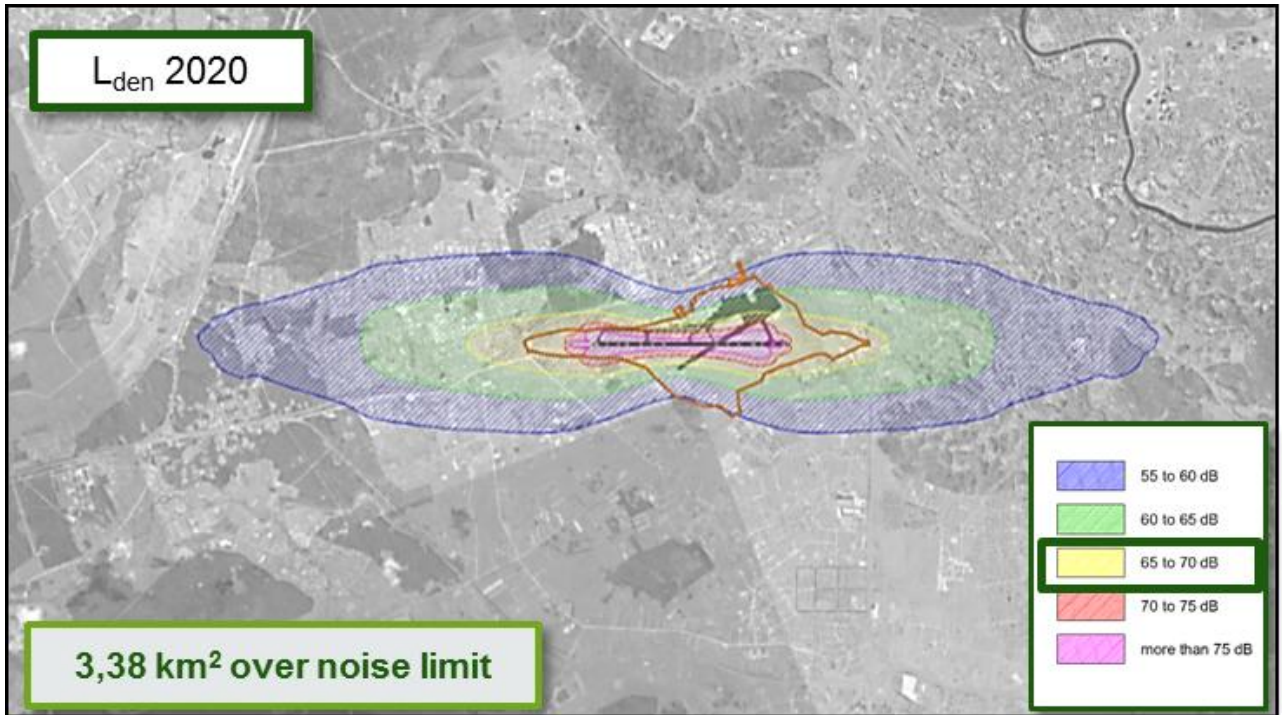 L_den 2020
55 to 60 dB
60 to 65 dB
65 to 70 dB
70 to 75 dB
more than 75 dB
3,38 km² over noise limit